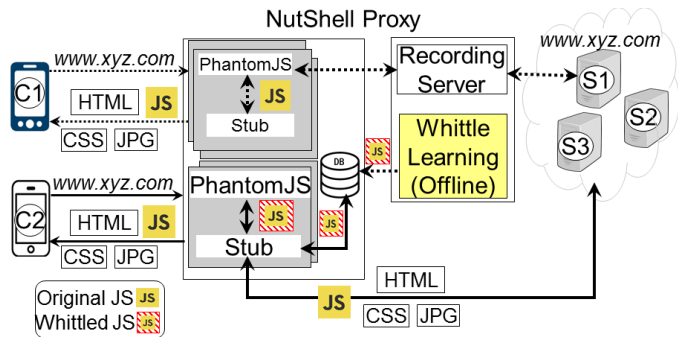 NutShell Proxy
www.xyz.com
C1
HTML JS
CSS JPG
PhantomJS
JS
Stub
Recording
Server
www.xyz.com
S1
S2
S3
Whittle
Learning
(Offline)
JS
DB
www.xyz.com
C2
HTML JS
CSS JPG
PhantomJS
JS
Stub
JS
HTML
JS
CSS JPG
Original JS JS
Whittled JS JS